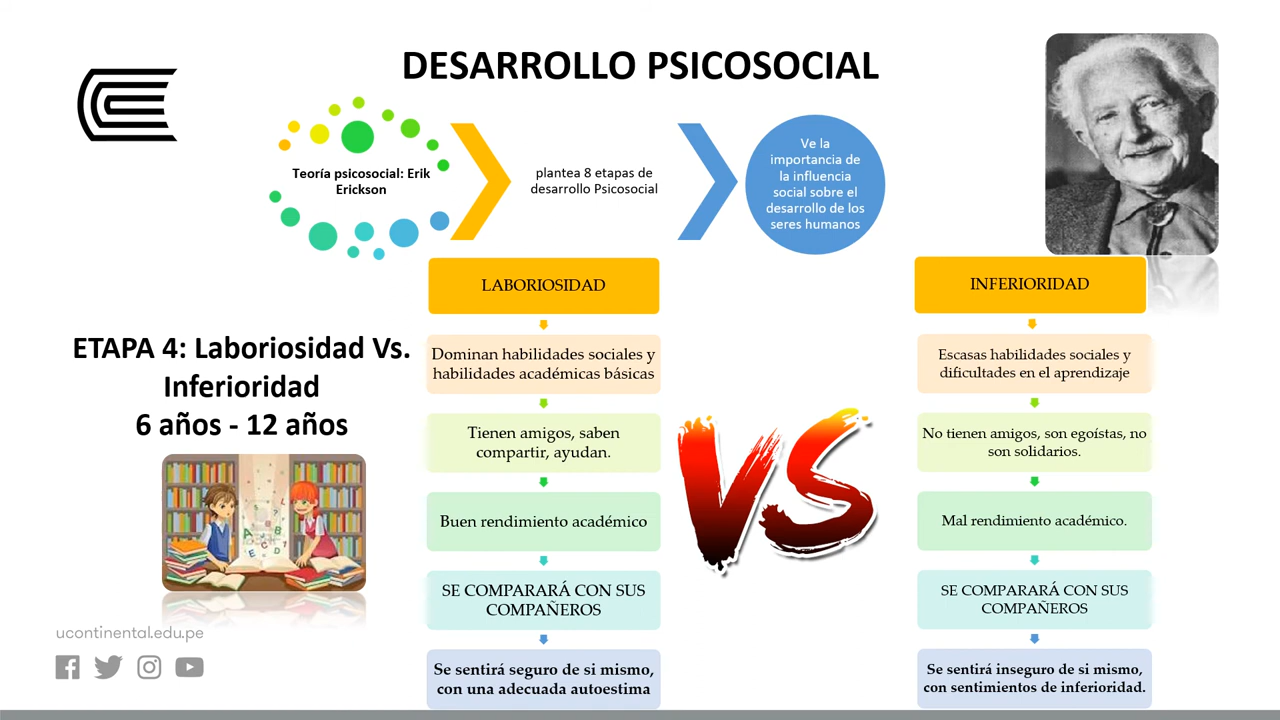 DESARROLLO PSICOSOCIAL
Teoría psicosocial: Erik
Erickson
plantea 8 etapas de
desarrollo Psicosocial
Ve la
importancia de
la influencia
social sobre el
desarrollo de los
seres humanos
ETAPA 4: Laboriosidad Vs.
Inferioridad
6 años - 12 años
LABORIOSIDAD
Dominan habilidades sociales y
habilidades académicas básicas
Tienen amigos, saben
compartir, ayudan.
Buen rendimiento académico
SE COMPARARÁ CON SUS
COMPAÑEROS
Se sentirá seguro de si mismo,
con una adecuada autoestima
VS
INFERIORIDAD
Escasas habilidades sociales y
dificultades en el aprendizaje
No tienen amigos, son egoístas, no
son solidarios.
Mal rendimiento académico.
SE COMPARARÁ CON SUS
COMPAÑEROS
Se sentirá inseguro de si mismo,
con sentimientos de inferioridad.
ucontinental.edu.pe